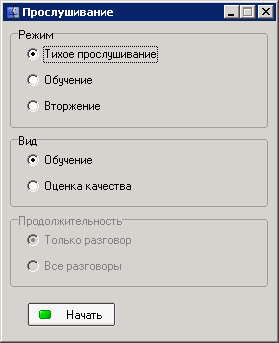 Прослушивание
Режим
Тихое прослушивание
Обучение
Вторжение
Вид
Обучение
Оценка качества
Продолжительность
Только разговор
Все разговоры
Начать